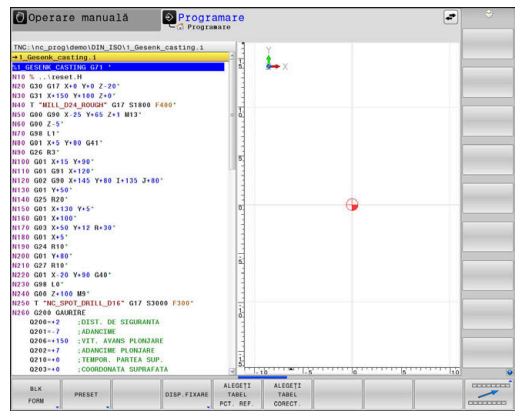 Operare manuală
Programare
Programare
TNC:\nc_prog\demo\DIN_ISO\1_Gesenk_casting.i
→1_Gesenk_casting.i
%1_GESENK_CASTING G71 *
N10 % ..\reset.H
N20 G30 G17 X+0 Y+0 Z-20*
N30 G31 X+150 Y+100 Z+0*
N40 T "MILL_D24_ROUGH" G17 S1800 F400*
N50 G00 G90 X-25 Y+65 Z+1 M13*
N60 G00 Z-5*
N70 G98 L1*
N80 G01 X+5 Y+80 G41*
N90 G26 R3*
N100 G01 X+15 Y+90*
N110 G01 G91 X+120*
N120 G02 G90 X+145 Y+80 I+135 J+80*
N130 G01 Y+50*
N140 G25 R20*
N150 G01 X+130 Y+5*
N160 G01 X+100*
N170 G03 X+50 Y+12 R+30*
N180 G01 X+5*
N190 G24 R10*
N200 G01 Y+80*
N210 G27 R10*
N220 G01 X-20 Y+90 G40*
N230 G98 L0*
N240 G00 Z+100 M9*
N250 T "NC_SPOT_DRILL_D16" G17 S3000 F300*
N260 G200 GAURIRE
Q200=+2 ;DIST. DE SIGURANTA
Q201=-7 ;ADANCIME
Q206=+150 ;VIT. AVANS PLONJARE
Q202=+7 ;ADANCIME PLONJARE
Q210=+0 ;TEMPOR. PARTEA SUP.
Q203=+0 ;COORDONATA SUPRAFATA
Y
X
-10
-5
0
5
10
BLK
FORM
PRESET
DISP.FIXARE
ALEGEȚI
TABEL
PCT. REF.
ALEGEȚI
TABEL
CORECT.